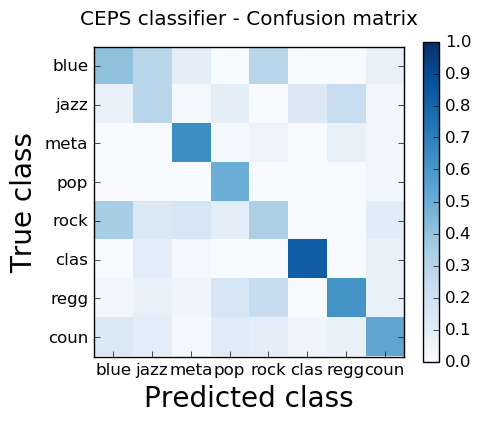 CEPS classifier - Confusion matrix
True class
blue
jazz
meta
pop
rock
clas
regg
coun
blue jazz meta pop rock clas regg coun
Predicted class
1.0
0.9
0.8
0.7
0.6
0.5
0.4
0.3
0.2
0.1
0.0